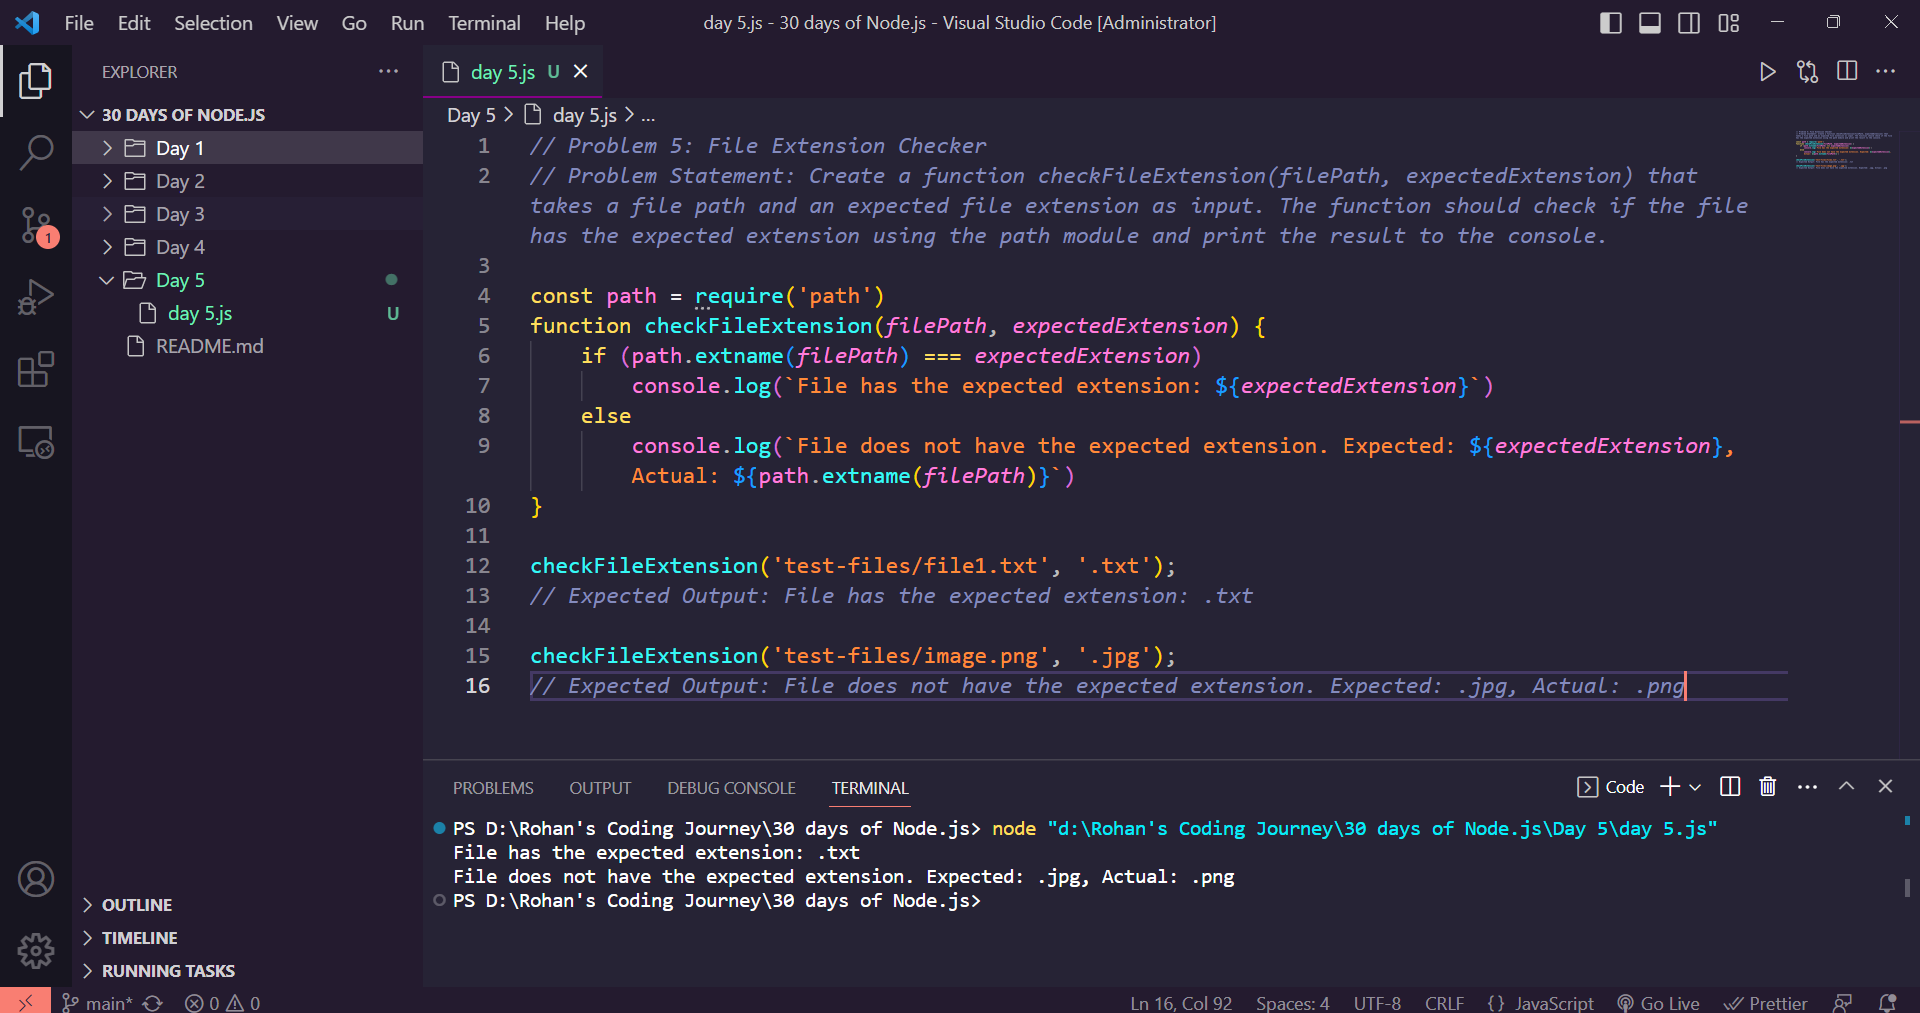 File Edit Selection View Go Run Terminal Help
day 5.js - 30 days of Node.js - Visual Studio Code [Administrator]
EXPLORER
30 DAYS OF NODE.JS
Day 1
Day 2
Day 3
Day 4
Day 5
day 5.js U
README.md
OUTLINE
TIMELINE
RUNNING TASKS
1
day 5.js U
Day 5 > day 5.js > ...
1 // Problem 5: File Extension Checker
2 // Problem Statement: Create a function checkFileExtension(filePath, expectedExtension) that
takes a file path and an expected file extension as input. The function should check if the file
has the expected extension using the path module and print the result to the console.
3
4 const path = require('path')
5 function checkFileExtension(filePath, expectedExtension) {
6 if (path.extname(filePath) === expectedExtension)
7 console.log(`File has the expected extension: ${expectedExtension}`)
8 else
9 console.log(`File does not have the expected extension. Expected: ${expectedExtension},
Actual: ${path.extname(filePath)}`)
10 }
11
12 checkFileExtension('test-files/file1.txt', '.txt');
13 // Expected Output: File has the expected extension: .txt
14
15 checkFileExtension('test-files/image.png', '.jpg');
16 // Expected Output: File does not have the expected extension. Expected: .jpg, Actual: .png
PROBLEMS OUTPUT DEBUG CONSOLE TERMINAL
Code
PS D:\Rohan's Coding Journey\30 days of Node.js> node "d:\Rohan's Coding Journey\30 days of Node.js\Day 5\day 5.js"
File has the expected extension: .txt
File does not have the expected extension. Expected: .jpg, Actual: .png
PS D:\Rohan's Coding Journey\30 days of Node.js>
main* 0 0
Ln 16, Col 92 Spaces: 4 UTF-8 CRLF {} JavaScript Go Live Prettier